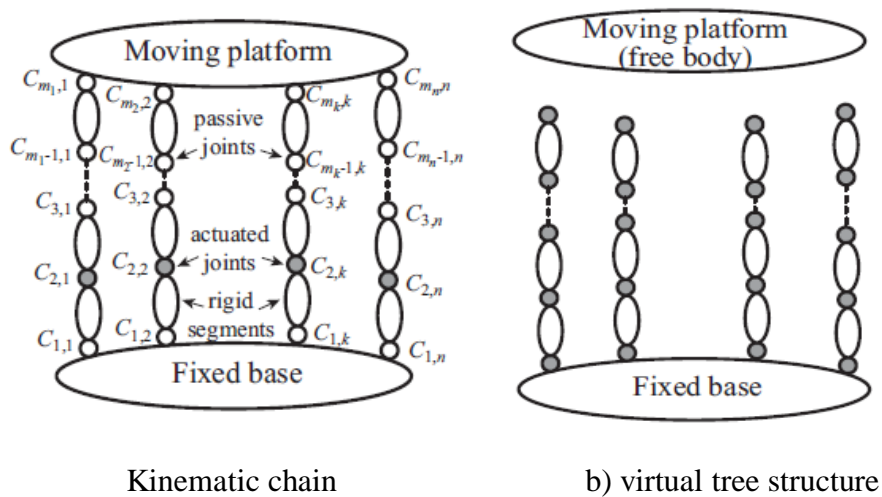 Moving platform
C_{m_1,1}
C_{m_2,2}
C_{m_k,k}
C_{m_n,n}
passive
joints
C_{m_1-1,1}
C_{m_2-1,2}
C_{m_k-1,k}
C_{m_n-1,n}
C_{3,1}
C_{3,2}
C_{3,k}
C_{3,n}
actuated
joints
C_{2,1}
C_{2,2}
C_{2,k}
C_{2,n}
rigid
segments
C_{1,1}
C_{1,2}
C_{1,k}
C_{1,n}
Fixed base
Kinematic chain
Moving platform
(free body)
Fixed base
b) virtual tree structure